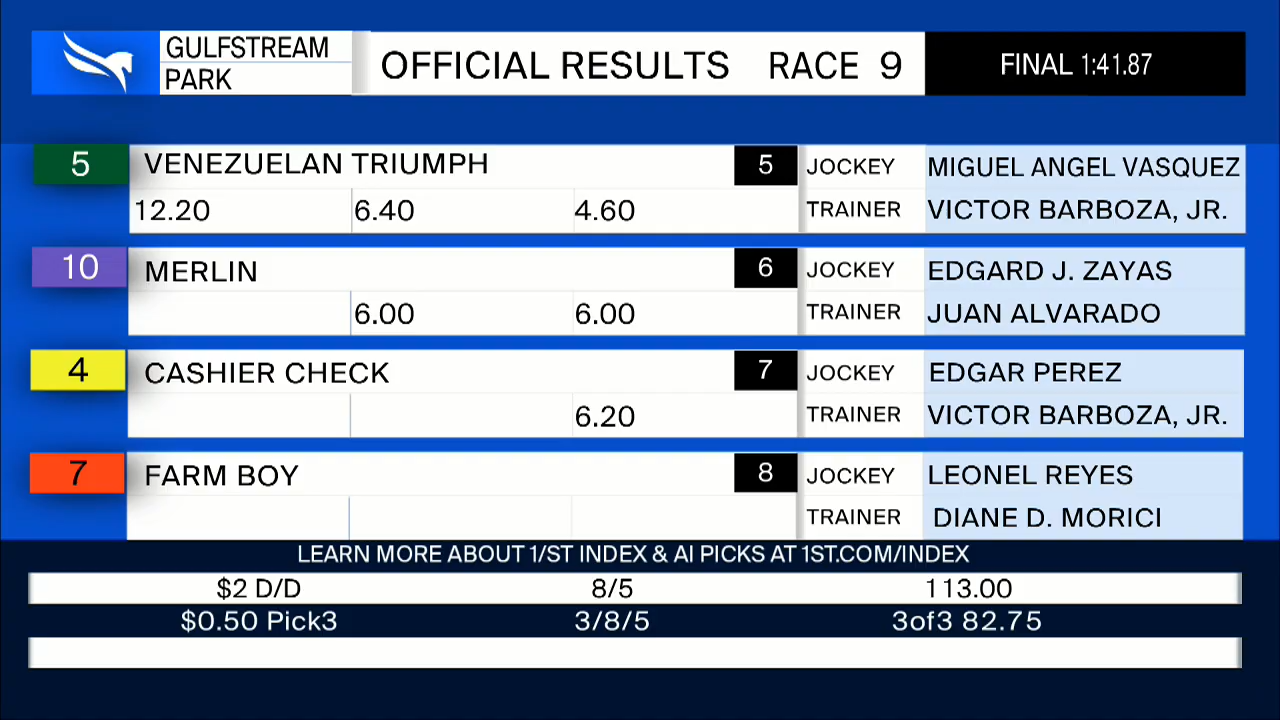 GULFSTREAM PARK
OFFICIAL RESULTS RACE 9
FINAL 1:41.87
5 VENEZUELAN TRIUMPH 5 JOCKEY MIGUEL ANGEL VASQUEZ
12.20 6.40 4.60 TRAINER VICTOR BARBOZA, JR.
10 MERLIN 6 JOCKEY EDGARD J. ZAYAS
6.00 6.00 TRAINER JUAN ALVARADO
4 CASHIER CHECK 7 JOCKEY EDGAR PEREZ
6.20 TRAINER VICTOR BARBOZA, JR.
7 FARM BOY 8 JOCKEY LEONEL REYES
TRAINER DIANE D. MORICI
LEARN MORE ABOUT 1/ST INDEX & AI PICKS AT 1ST.COM/INDEX
$2 D/D 8/5 113.00
$0.50 Pick3 3/8/5 3of3 82.75